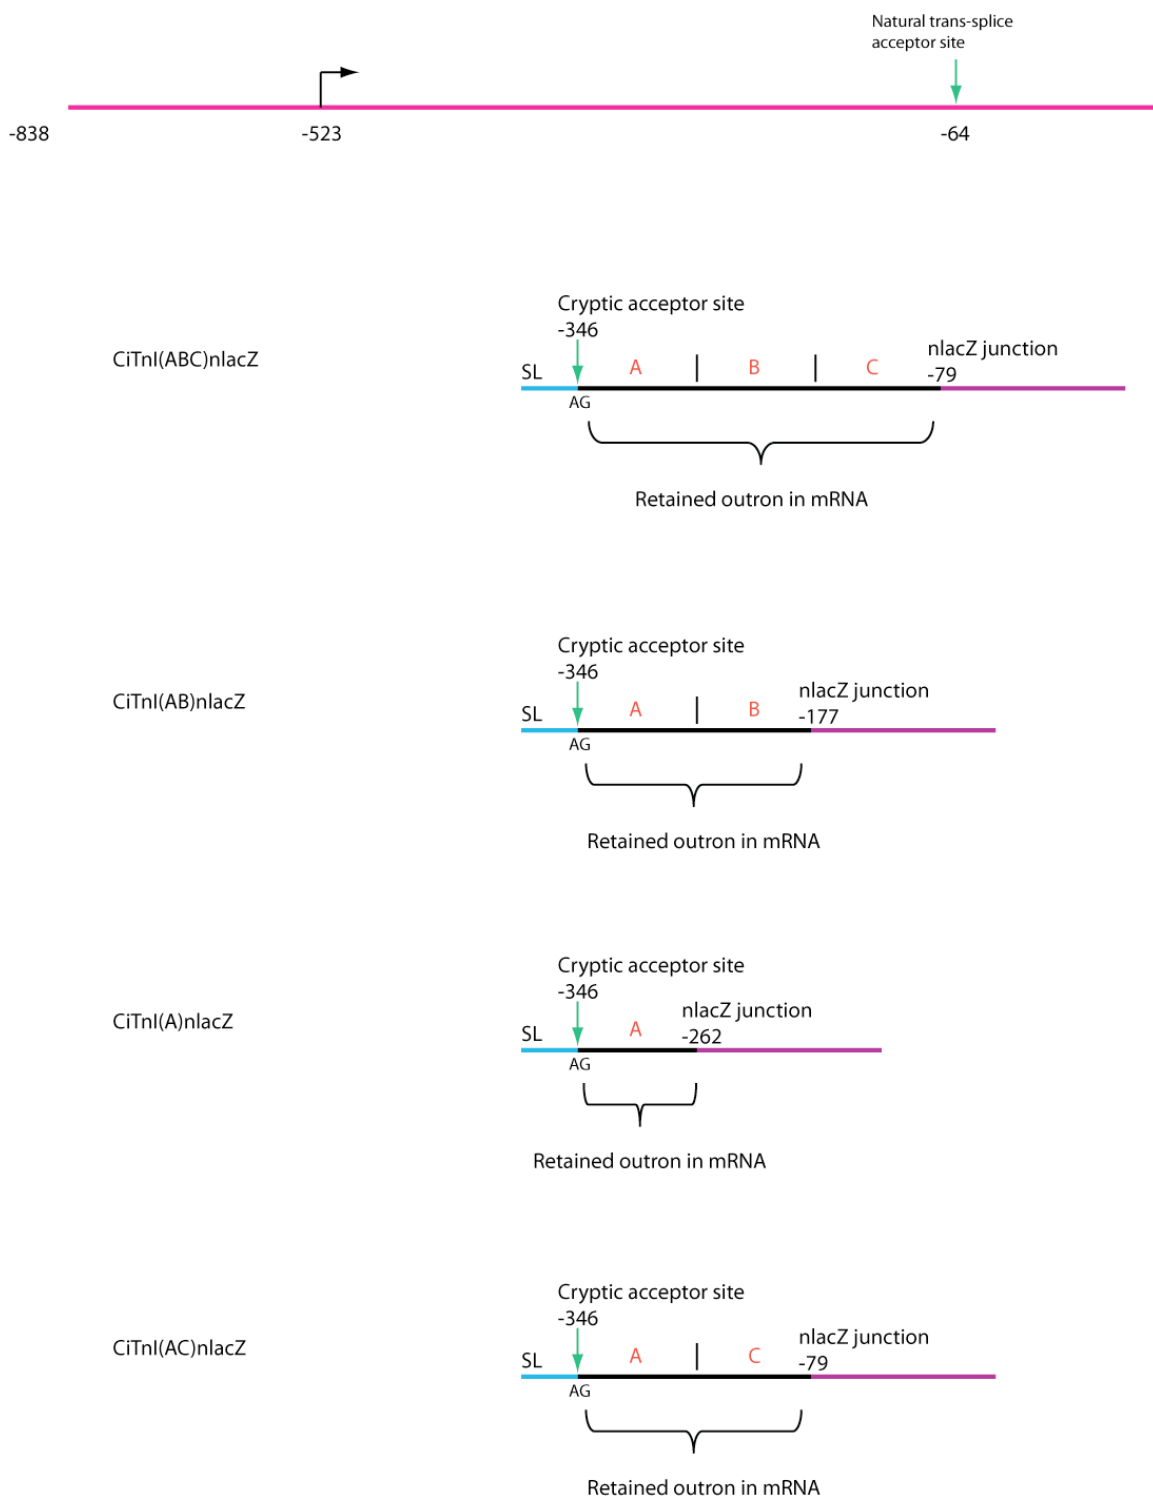 Natural trans-splice
acceptor site
-838
-523
-64
Cryptic acceptor site
-346
CiTnI(ABC)nlacZ
SL
A
B
C
nlacZ junction
-79
AG
Retained outron in mRNA
Cryptic acceptor site
-346
CiTnI(AB)nlacZ
SL
A
B
nlacZ junction
-177
AG
Retained outron in mRNA
Cryptic acceptor site
-346
CiTnI(A)nlacZ
SL
A
nlacZ junction
-262
AG
Retained outron in mRNA
Cryptic acceptor site
-346
CiTnI(AC)nlacZ
SL
A
C
nlacZ junction
-79
AG
Retained outron in mRNA